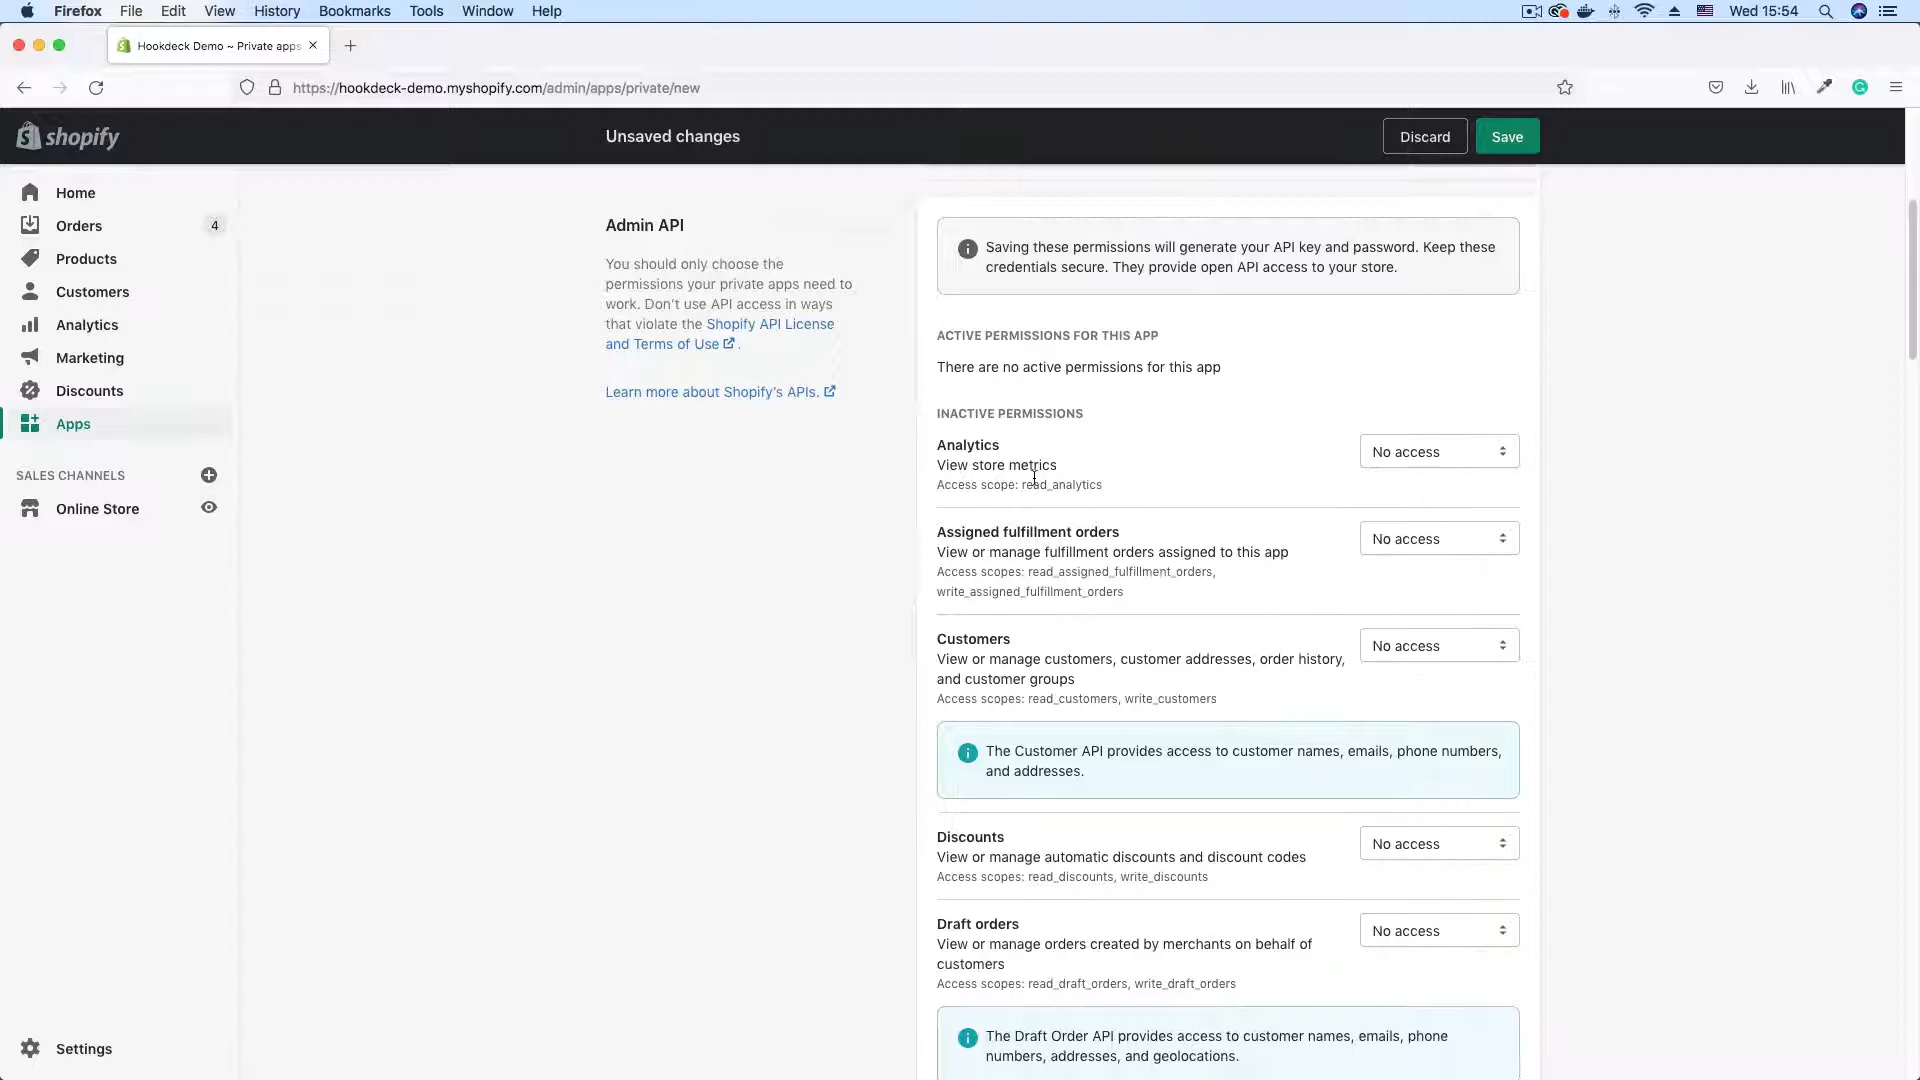 Firefox File Edit View History Bookmarks Tools Window Help Wed 15:54
Hookdeck Demo ~ Private apps
https://hookdeck-demo.myshopify.com/admin/apps/private/new
shopify
Unsaved changes
Discard
Save
Home
Orders 4
Products
Customers
Analytics
Marketing
Discounts
Apps
SALES CHANNELS
Online Store
Settings
Admin API
You should only choose the
permissions your private apps need to
work. Don't use API access in ways
that violate the Shopify API License
and Terms of Use.
Learn more about Shopify's APIs.
Saving these permissions will generate your API key and password. Keep these
credentials secure. They provide open API access to your store.
ACTIVE PERMISSIONS FOR THIS APP
There are no active permissions for this app
INACTIVE PERMISSIONS
Analytics
View store metrics
Access scope: read_analytics
No access
Assigned fulfillment orders
View or manage fulfillment orders assigned to this app
Access scopes: read_assigned_fulfillment_orders,
write_assigned_fulfillment_orders
No access
Customers
View or manage customers, customer addresses, order history,
and customer groups
Access scopes: read_customers, write_customers
No access
The Customer API provides access to customer names, emails, phone numbers,
and addresses.
Discounts
View or manage automatic discounts and discount codes
Access scopes: read_discounts, write_discounts
No access
Draft orders
View or manage orders created by merchants on behalf of
customers
Access scopes: read_draft_orders, write_draft_orders
No access
The Draft Order API provides access to customer names, emails, phone
numbers, addresses, and geolocations.